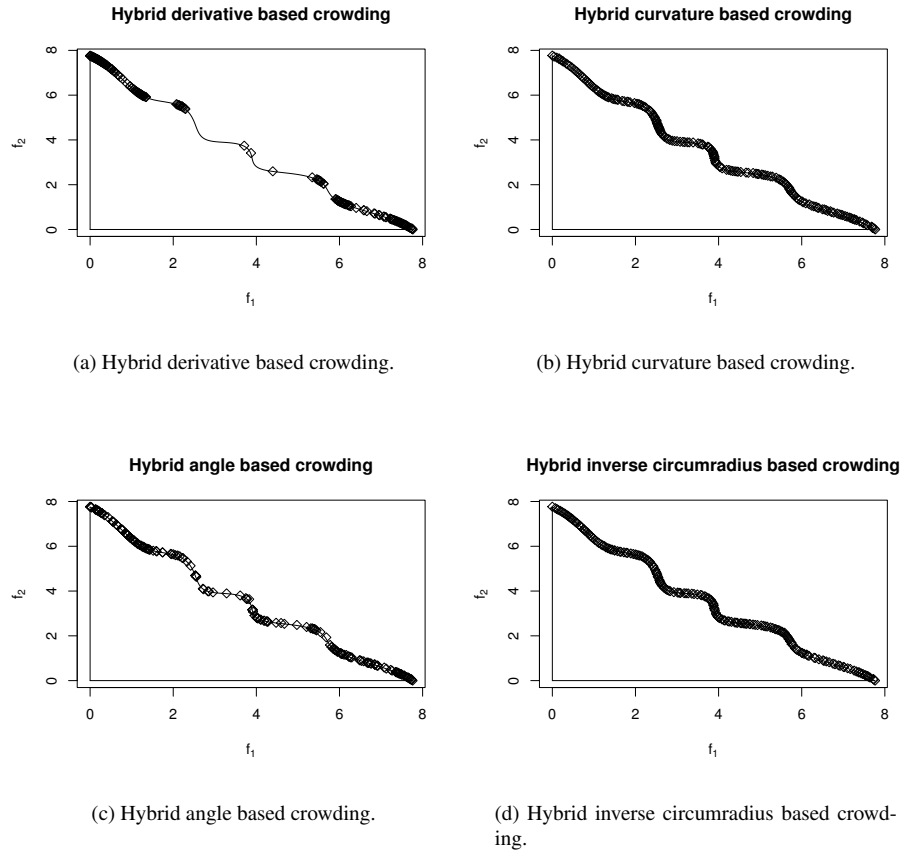 Hybrid derivative based crowding
f2
8
6
4
2
0
0 2 4 6 8
f1
(a) Hybrid derivative based crowding.
Hybrid curvature based crowding
f2
8
6
4
2
0
0 2 4 6 8
f1
(b) Hybrid curvature based crowding.
Hybrid angle based crowding
f2
8
6
4
2
0
0 2 4 6 8
f1
(c) Hybrid angle based crowding.
Hybrid inverse circumradius based crowding
f2
8
6
4
2
0
0 2 4 6 8
f1
(d) Hybrid inverse circumradius based crowd-
ing.